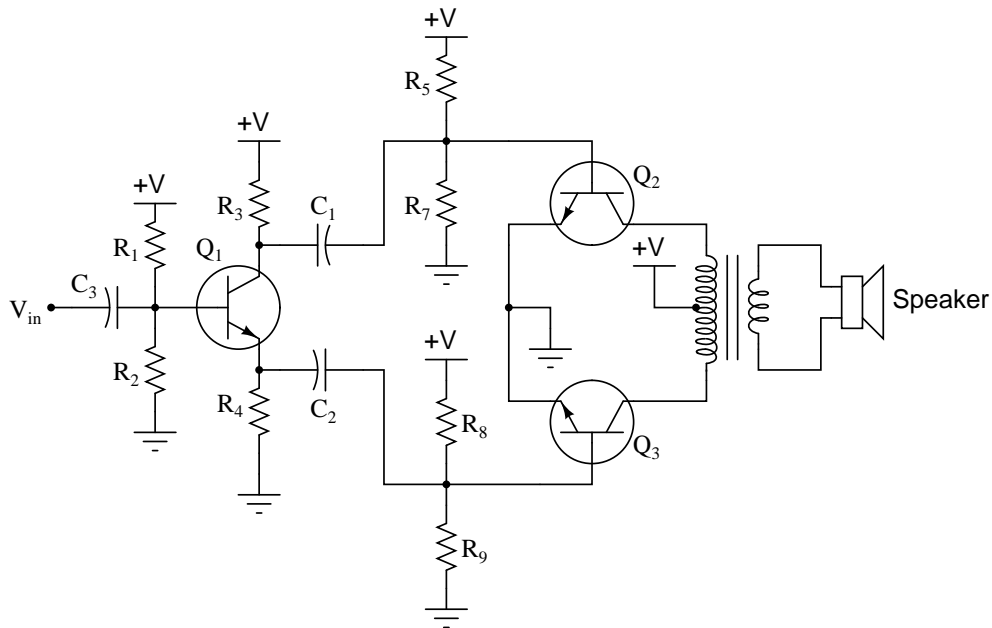 +V
R5
+V
R3
C1
R7
Q2
+V
R1
Q1
+V
C3
Vin
Speaker
R2
R4
C2
+V
R8
Q3
R9